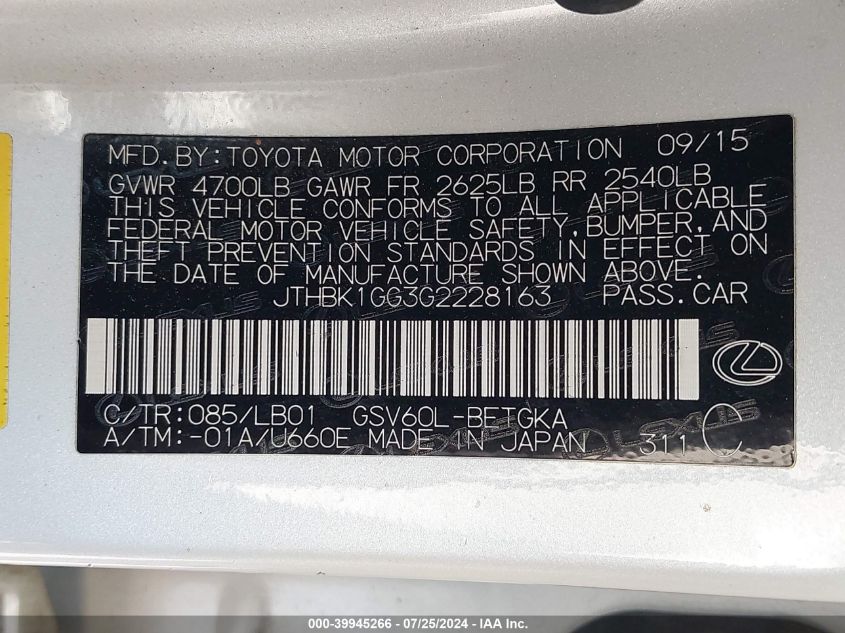 MFD.BY:TOYOTA MOTOR CORPORATION 09/15
GVWR 4700LB GAWR FR 2625LB RR 2540LB
THIS VEHICLE CONFORMS TO ALL APPLICABLE
FEDERAL MOTOR VEHICLE SAFETY,BUMPER,AND
THEFT PREVENTION STANDARDS IN EFFECT ON
THE DATE OF MANUFACTURE SHOWN ABOVE.
JTHBK1GG3G2228163 PASS.CAR
C/TR:085/LB01 GSV60L-BETGKA
A/TM:-01A/U660E MADE IN JAPAN 311
LEXUS
000-39945266 - 07/25/2024 - IAA Inc.